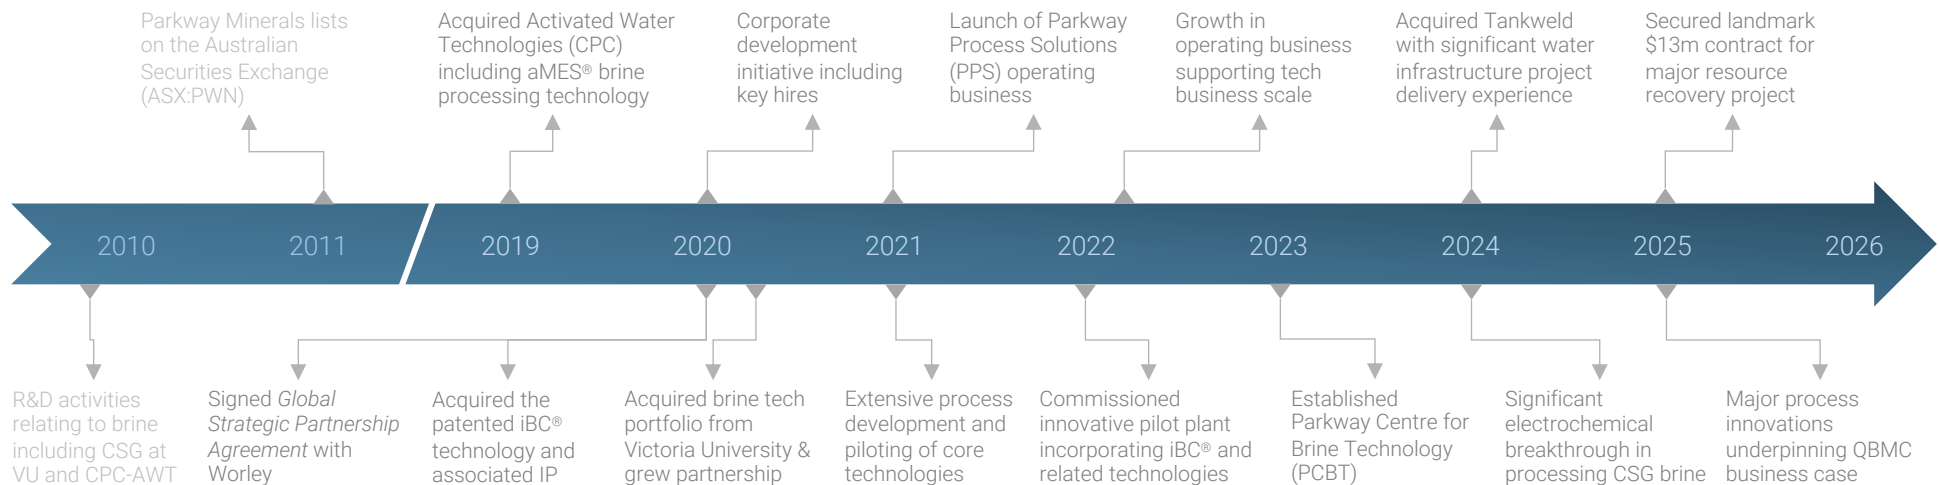 Parkway Minerals lists
on the Australian
Securities Exchange
(ASX:PWN)
Acquired Activated Water
Technologies (CPC)
including aMES® brine
processing technology
Corporate
development
initiative including
key hires
Launch of Parkway
Process Solutions
(PPS) operating
business
Growth in
operating business
supporting tech
business scale
Acquired Tankweld
with significant water
infrastructure project
delivery experience
Secured landmark
$13m contract for
major resource
recovery project
2010
2011
2019
2020
2021
2022
2023
2024
2025
2026
R&D activities
relating to brine
including CSG at
VU and CPC-AWT
Signed Global
Strategic Partnership
Agreement with
Worley
Acquired the
patented iBC®
technology and
associated IP
Acquired brine tech
portfolio from
Victoria University &
grew partnership
Extensive process
development and
piloting of core
technologies
Commissioned
innovative pilot plant
incorporating iBC® and
related technologies
Established
Parkway Centre for
Brine Technology
(PCBT)
Significant
electrochemical
breakthrough in
processing CSG brine
Major process
innovations
underpinning QBMC
business case